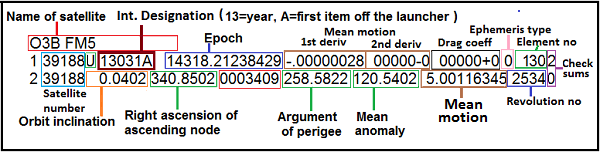 Name of satellite Int. Designation (13=year, A=first item off the launcher )
Epoch Mean motion Ephemeris type
1st deriv 2nd deriv Drag coeff Element no
O3B FM5
1 39188U 13031A 14318.21238429 -.00000028 00000-0 00000+0 0 1302
2 39188 0.0402 340.8502 0003409 258.5822 120.5402 5.00116345 25340
Check sums
Satellite number
Orbit inclination
Right ascension of ascending node
Argument of perigee
Mean anomaly
Mean motion
Revolution no